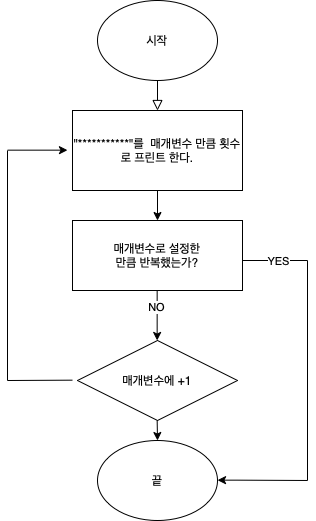 시작
"***********"를 매개변수 만큼 횟수
로 프린트 한다.
매개변수로 설정한
만큼 반복했는가?
YES
NO
매개변수에 +1
끝